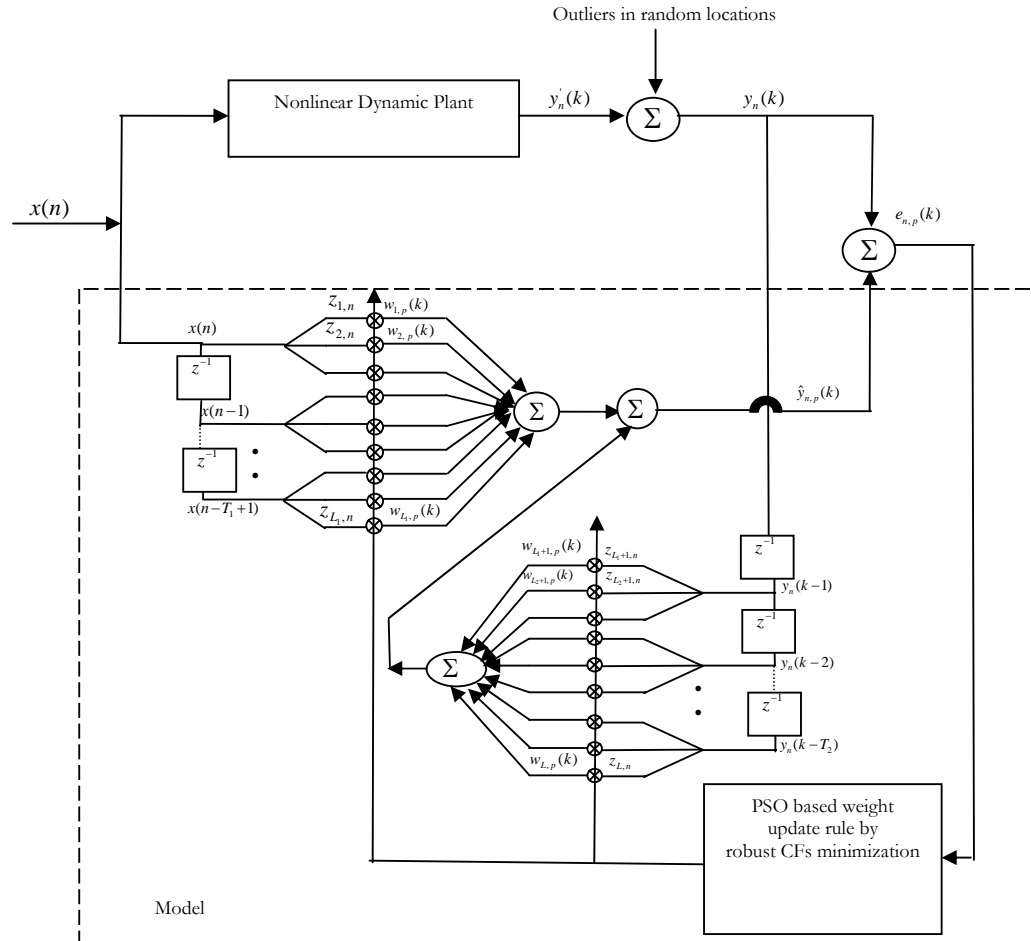 Outliers in random locations
Nonlinear Dynamic Plant
y'_n(k)
Σ
y_n(k)
x(n)
e_{n,p}(k)
Σ
z_{1,n}
w_{1,p}(k)
x(n)
z_{2,n}
w_{2,p}(k)
z^{-1}
x(n−1)
Σ
Σ
ŷ_{n,p}(k)
z^{-1}
x(n−T_1+1)
z_{L_1,n}
w_{L_1,p}(k)
w_{L_1+1,p}(k)
z_{L_1+1,n}
z^{-1}
w_{L_2+1,p}(k)
z_{L_2+1,n}
y_n(k−1)
z^{-1}
Σ
y_n(k−2)
z^{-1}
y_n(k−T_2)
w_{L,p}(k)
z_{L,n}
PSO based weight
update rule by
robust CFs minimization
Model